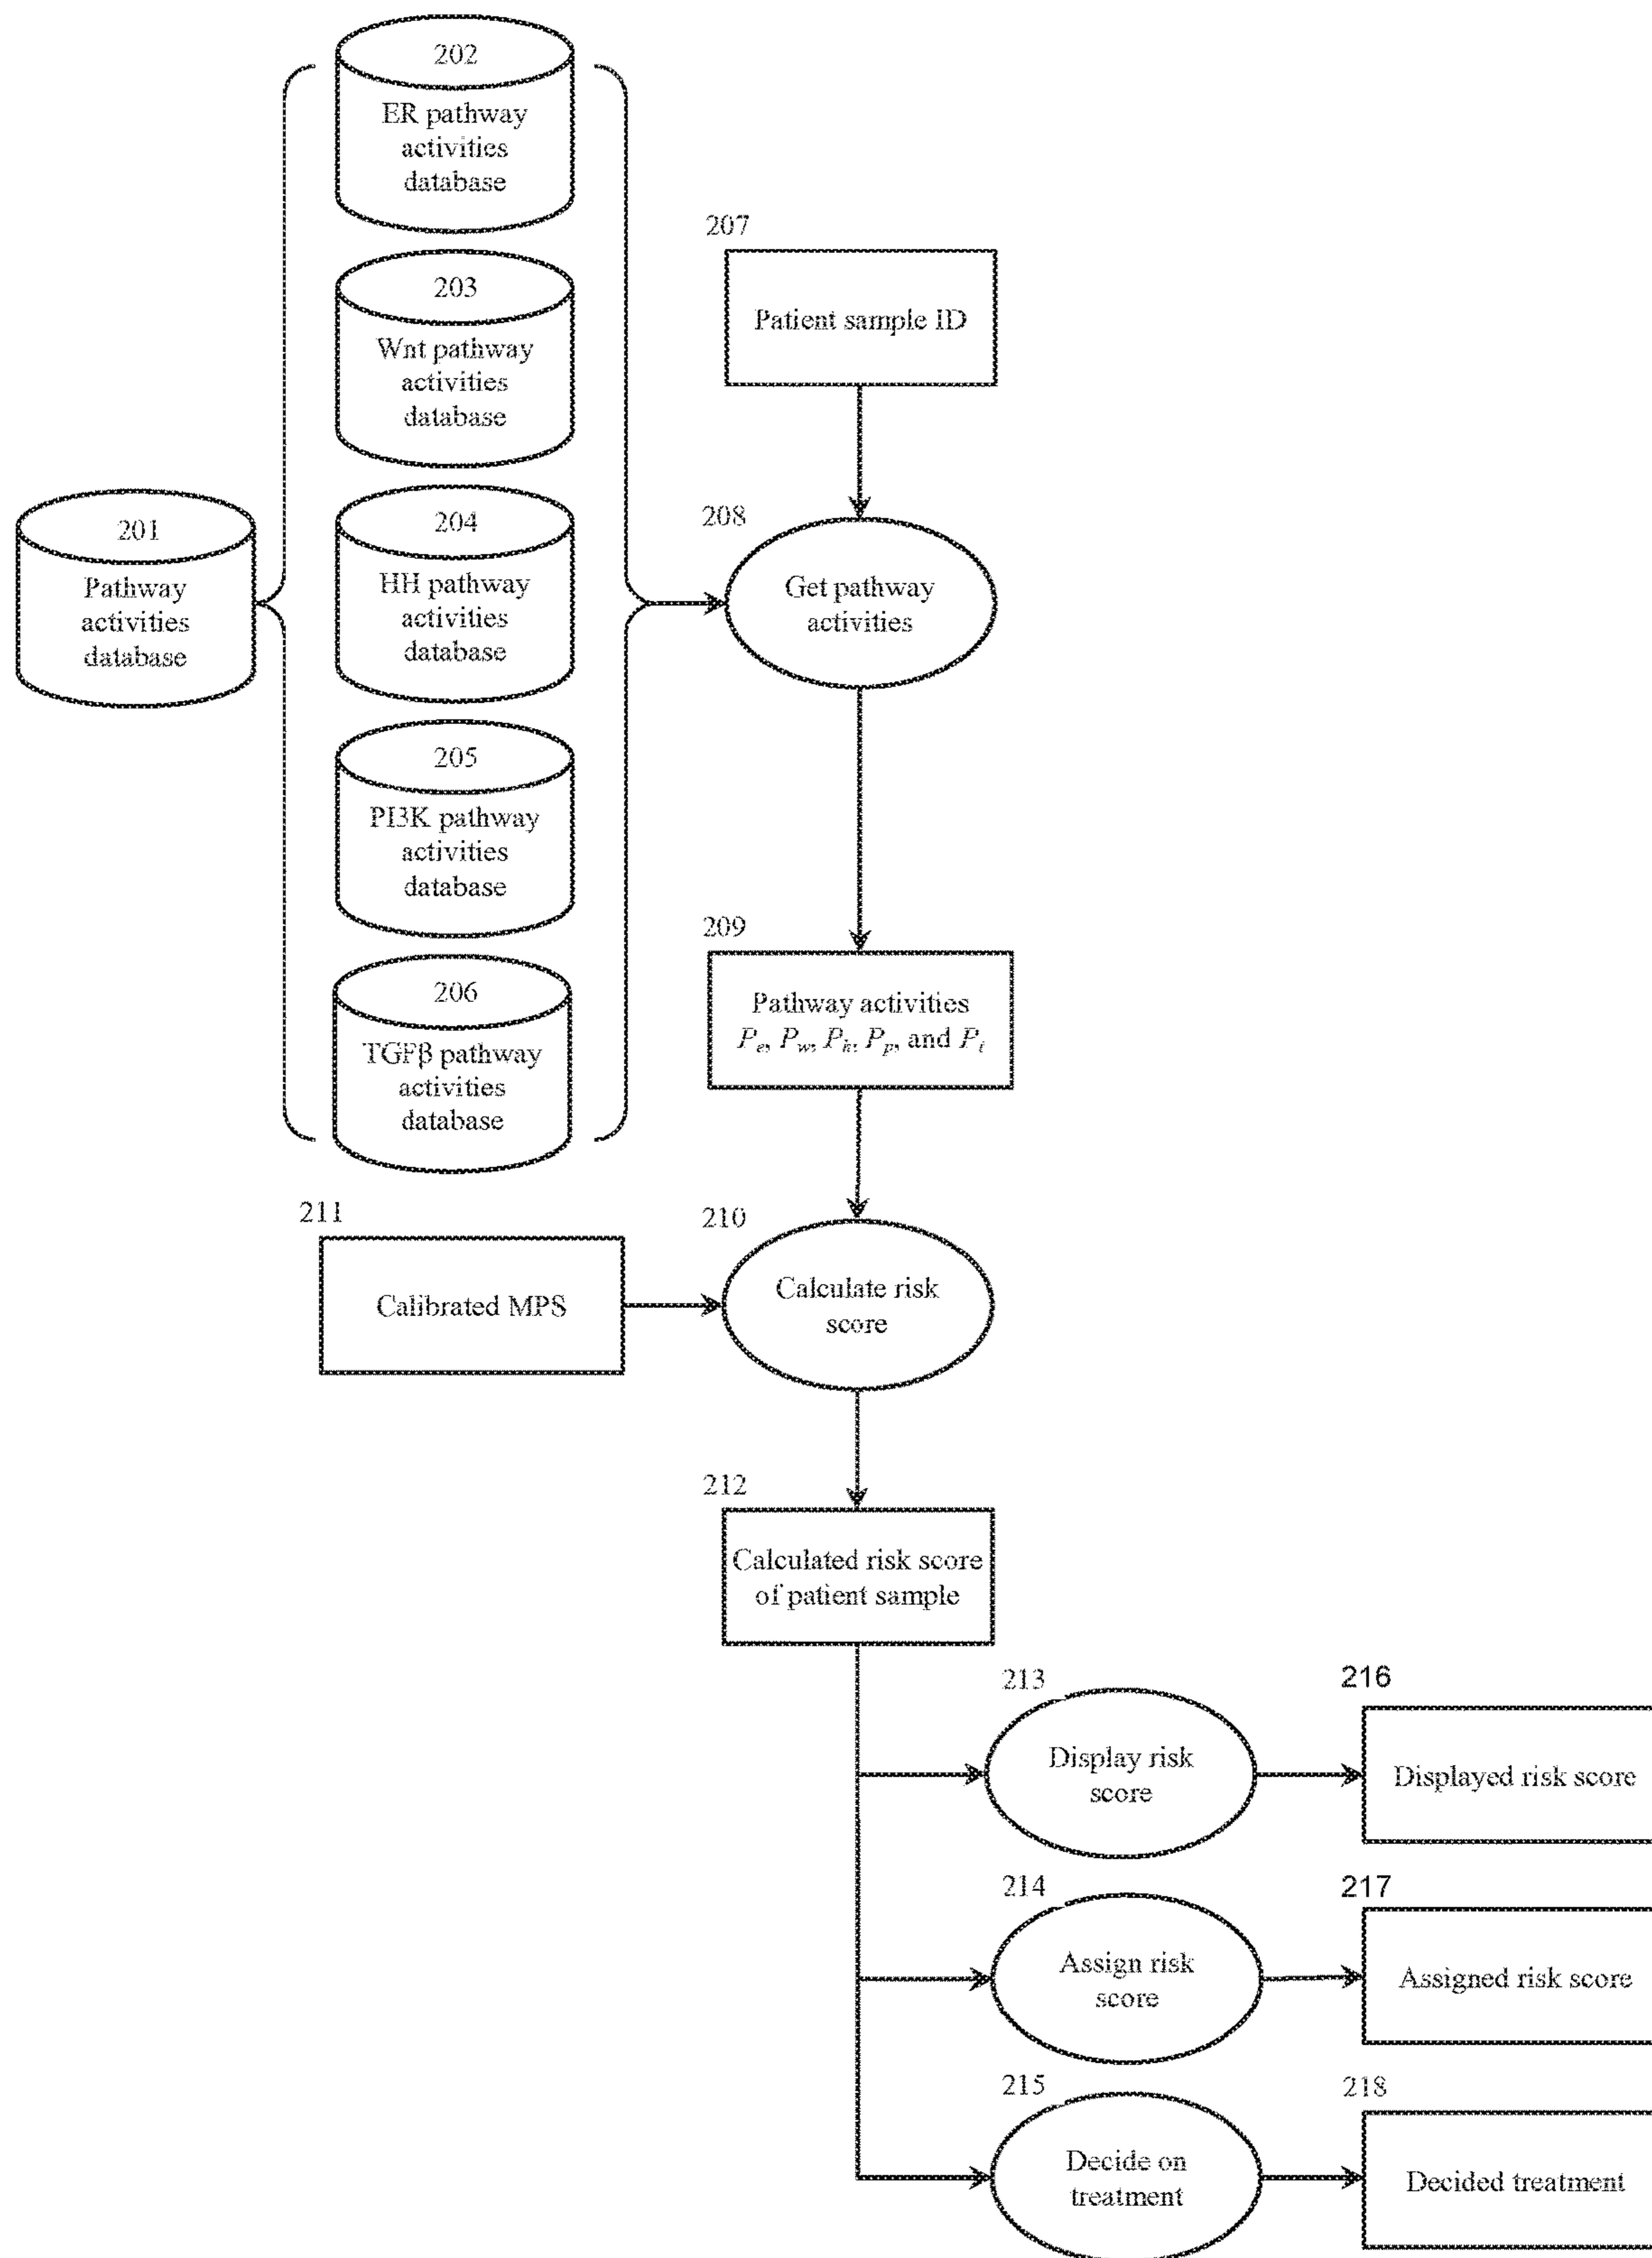 202
ER pathway
activities
database
203
Wnt pathway
activities
database
201
Pathway
activities
database
204
HH pathway
activities
database
205
PI3K pathway
activities
database
206
TGFβ pathway
activities
database
207
Patient sample ID
208
Get pathway
activities
209
Pathway activities
Pe, Pw, Ph, Pp, and Pt
211
Calibrated MPS
210
Calculate risk
score
212
Calculated risk score
of patient sample
213
Display risk
score
216
Displayed risk score
214
Assign risk
score
217
Assigned risk score
215
Decide on
treatment
218
Decided treatment